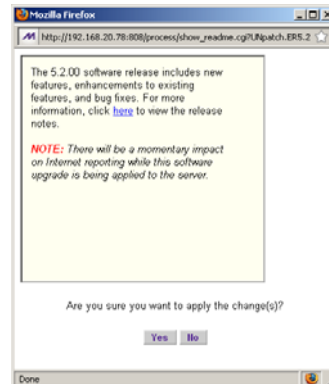 Mozilla Firefox
http://192.168.20.78:808/process/show_readme.cgi?UNpatch.ER5.2
The 5.2.00 software release includes new
features, enhancements to existing
features, and bug fixes. For more
information, click here to view the release
notes.
NOTE: There will be a momentary impact
on Internet reporting while this software
upgrade is being applied to the server.
Are you sure you want to apply the change(s)?
Yes No
Done